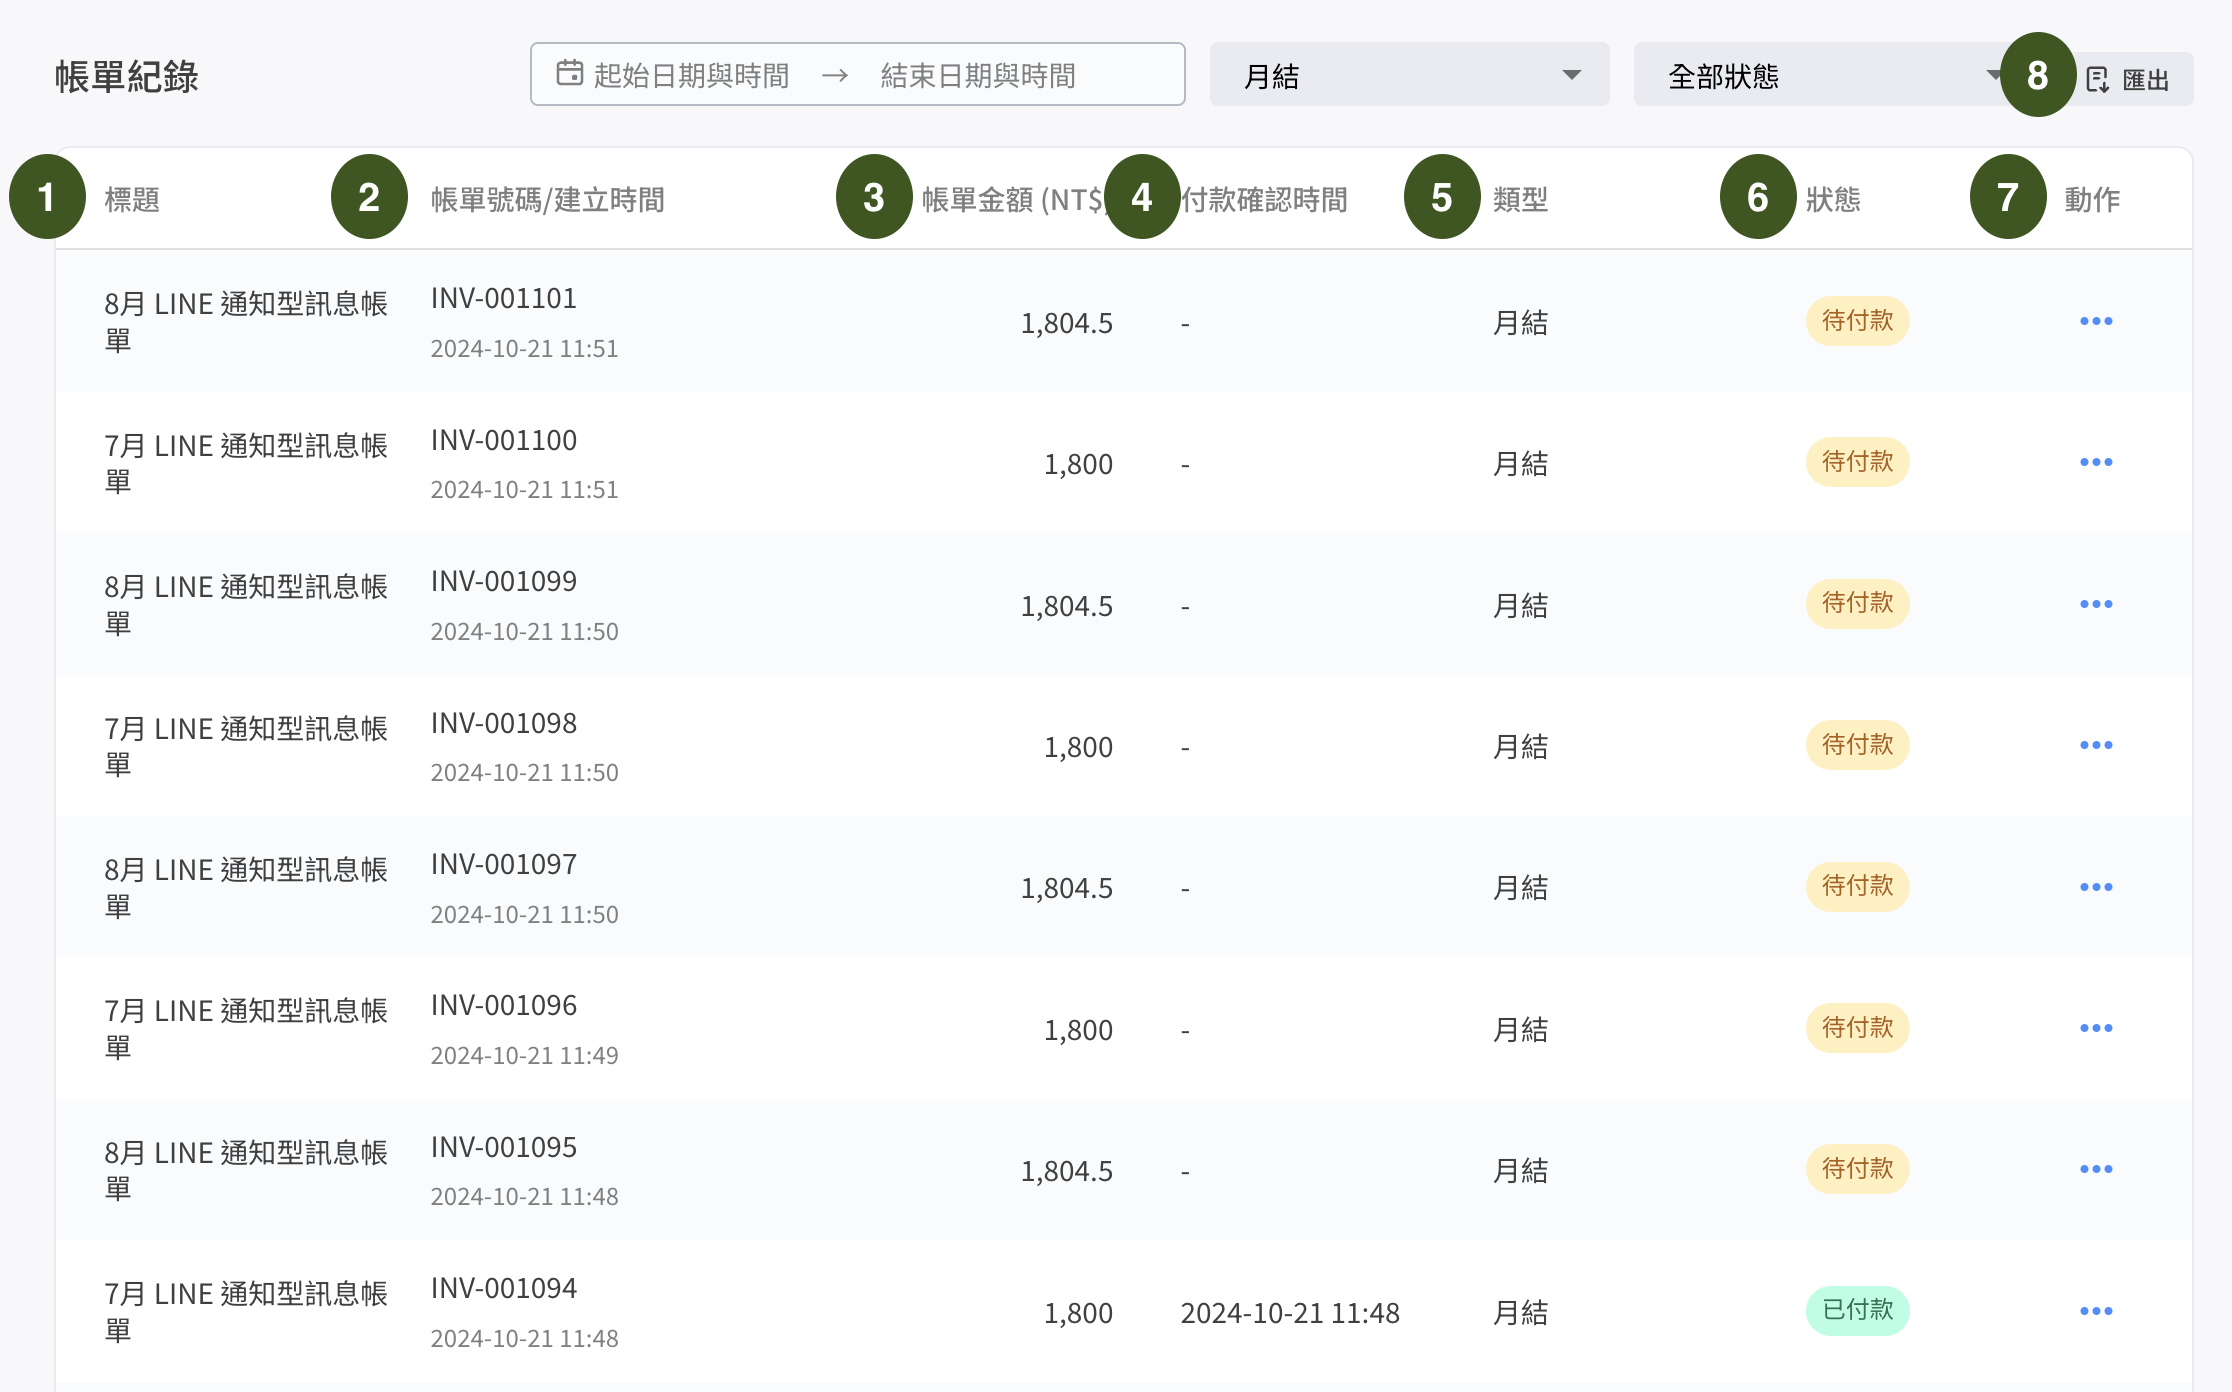 帳單紀錄
起始日期與時間 → 結束日期與時間
月結
全部狀態
8
匯出
1 標題 2 帳單號碼/建立時間 3 帳單金額 (NT$ 4 付款確認時間 5 類型 6 狀態 7 動作
8月 LINE 通知型訊息帳
單
INV-001101
2024-10-21 11:51
1,804.5 - 月結 待付款
7月 LINE 通知型訊息帳
單
INV-001100
2024-10-21 11:51
1,800 - 月結 待付款
8月 LINE 通知型訊息帳
單
INV-001099
2024-10-21 11:50
1,804.5 - 月結 待付款
7月 LINE 通知型訊息帳
單
INV-001098
2024-10-21 11:50
1,800 - 月結 待付款
8月 LINE 通知型訊息帳
單
INV-001097
2024-10-21 11:50
1,804.5 - 月結 待付款
7月 LINE 通知型訊息帳
單
INV-001096
2024-10-21 11:49
1,800 - 月結 待付款
8月 LINE 通知型訊息帳
單
INV-001095
2024-10-21 11:48
1,804.5 - 月結 待付款
7月 LINE 通知型訊息帳
單
INV-001094
2024-10-21 11:48
1,800 2024-10-21 11:48 月結 已付款